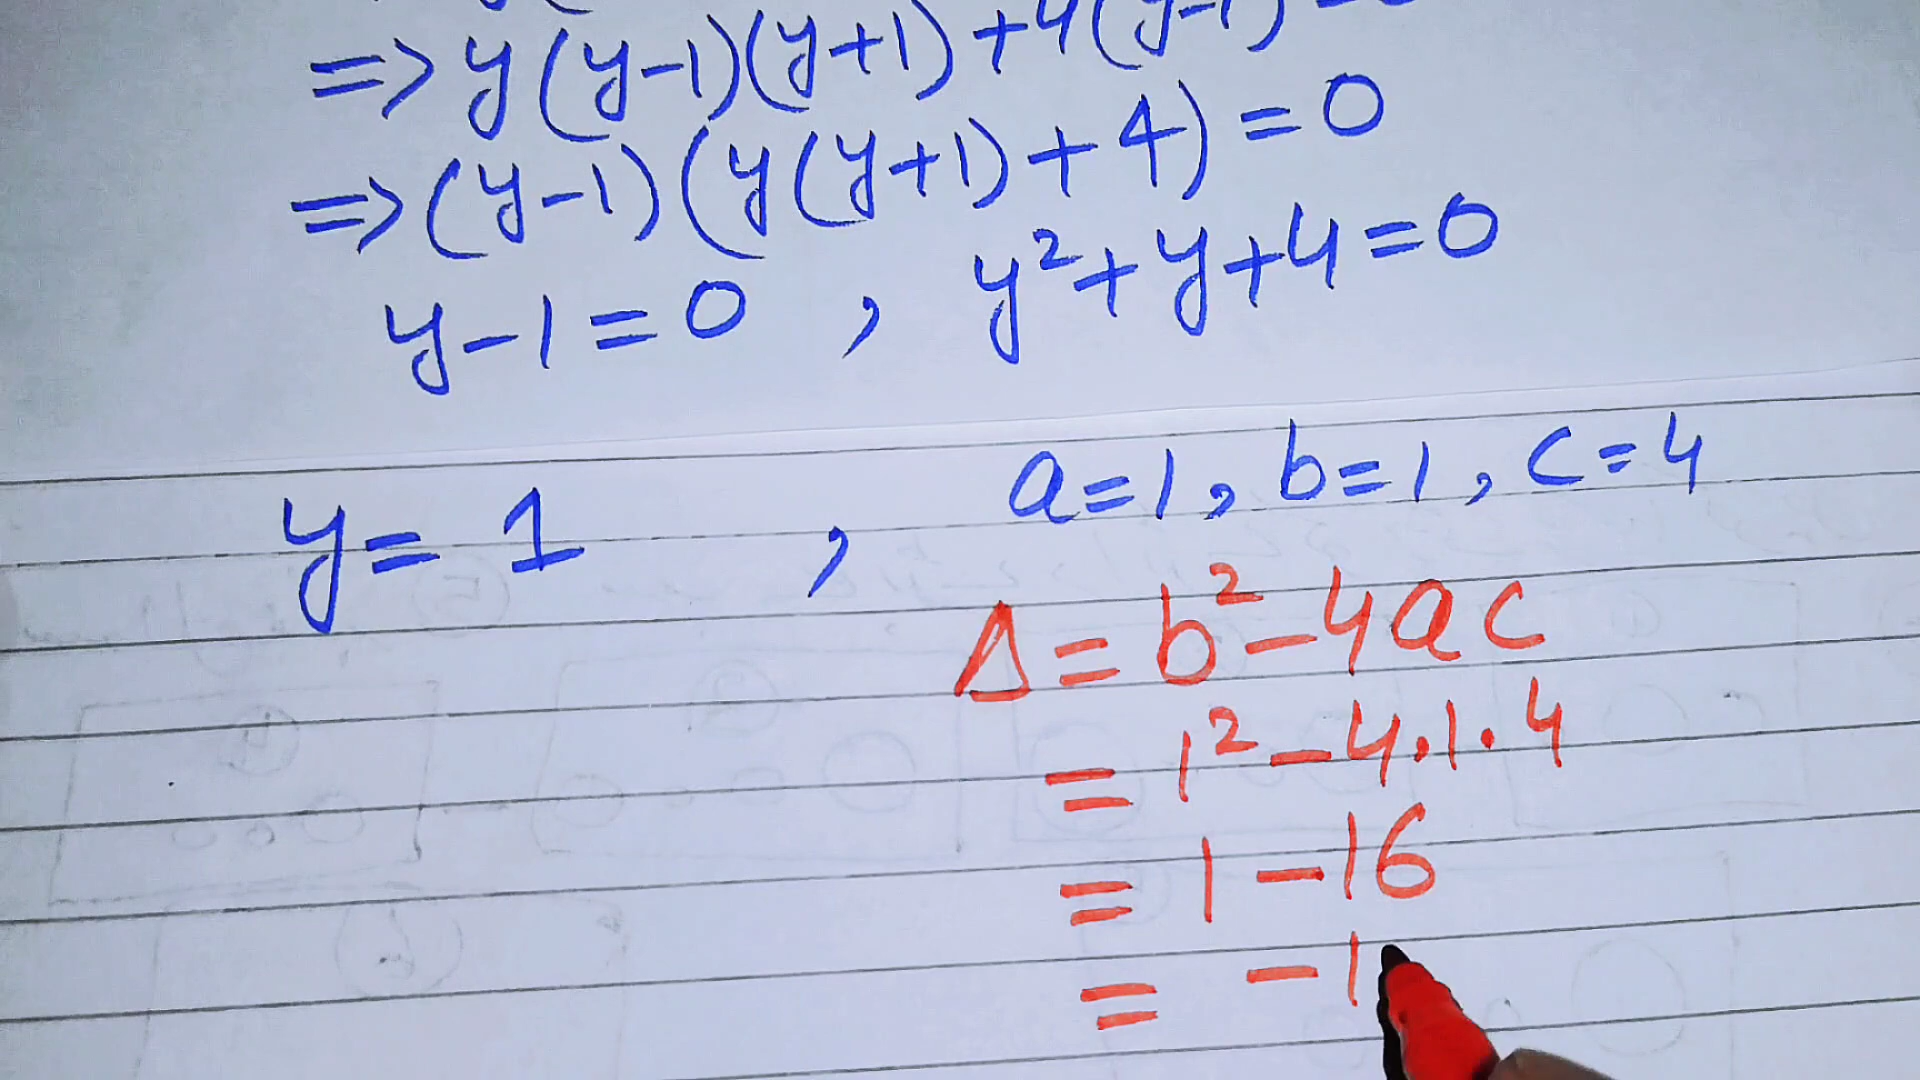 => y(y-1)(y+1)+4(y-1)
=> (y-1)(y(y+1)+4)=0
y-1=0 , y²+y+4=0
y=1 , a=1, b=1, c=4
Δ=b²-4ac
=1²-4·1·4
=1-16
=-1